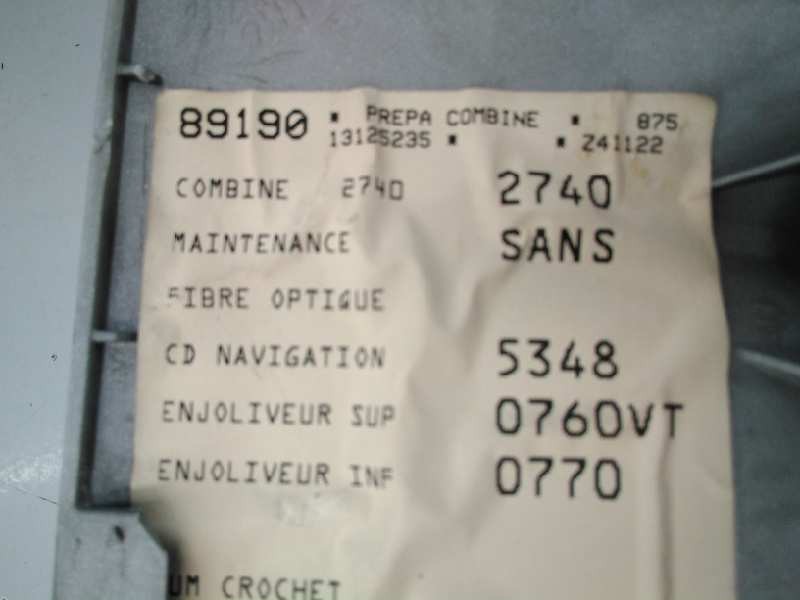 89190 * PREPA COMBINE * 875
13125235 * * Z41122
COMBINE 2740 2740
MAINTENANCE SANS
FIBRE OPTIQUE
CD NAVIGATION 5348
ENJOLIVEUR SUP 0760VT
ENJOLIVEUR INF 0770
UM CROCHET